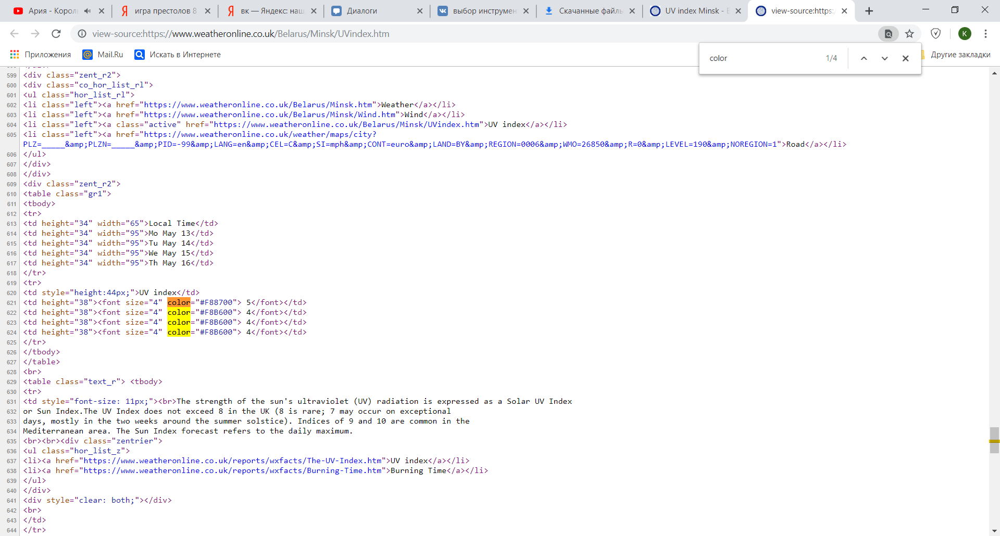 Ария - Король
игра престолов 8
вк — Яндекс: наш
Диалоги
выбор инструмен
Скачанные файлы
UV index Minsk -
view-source:https:/
view-source:https://www.weatheronline.co.uk/Belarus/Minsk/UVindex.htm
K
Приложения
Mail.Ru
Искать в Интернете
color
1/4
Другие закладки
599 <div class="zent_r2">
600 <div class="co_hor_list_rl">
601 <ul class="hor_list_rl">
602 <li class="left"><a href="https://www.weatheronline.co.uk/Belarus/Minsk.htm">Weather</a></li>
603 <li class="left"><a href="https://www.weatheronline.co.uk/Belarus/Minsk/Wind.htm">Wind</a></li>
604 <li class="left"><a class="active" href="https://www.weatheronline.co.uk/Belarus/Minsk/UVindex.htm">UV index</a></li>
605 <li class="left"><a href="https://www.weatheronline.co.uk/weather/maps/city?
PLZ=_____&amp;PLZN=_____&amp;PID=-99&amp;LANG=en&amp;CEL=C&amp;SI=mph&amp;CONT=euro&amp;LAND=BY&amp;REGION=0006&amp;WMO=26850&amp;R=0&amp;LEVEL=190&amp;NOREGION=1">Road</a></li>
606 </ul>
607 </div>
608 </div>
609 <div class="zent_r2">
610 <table class="gr1">
611 <tbody>
612 <tr>
613 <td height="34" width="65">Local Time</td>
614 <td height="34" width="95">Mo May 13</td>
615 <td height="34" width="95">Tu May 14</td>
616 <td height="34" width="95">We May 15</td>
617 <td height="34" width="95">Th May 16</td>
618 </tr>
619 <tr>
620 <td style="height:44px;">UV index</td>
621 <td height="38"><font size="4" color="#F88700"> 5</font></td>
622 <td height="38"><font size="4" color="#F8B600"> 4</font></td>
623 <td height="38"><font size="4" color="#F8B600"> 4</font></td>
624 <td height="38"><font size="4" color="#F8B600"> 4</font></td>
625 </tr>
626 </tbody>
627 </table>
628 <br>
629 <table class="text_r"> <tbody>
630 <tr>
631 <td style="font-size: 11px;"><br>The strength of the sun's ultraviolet (UV) radiation is expressed as a Solar UV Index
632 or Sun Index.The UV Index does not exceed 8 in the UK (8 is rare; 7 may occur on exceptional
633 days, mostly in the two weeks around the summer solstice). Indices of 9 and 10 are common in the
634 Mediterranean area. The Sun Index forecast refers to the daily maximum.
635 <br><br><div class="zentrier">
636 <ul class="hor_list_z">
637 <li><a href="https://www.weatheronline.co.uk/reports/wxfacts/The-UV-Index.htm">UV index</a></li>
638 <li><a href="https://www.weatheronline.co.uk/reports/wxfacts/Burning-Time.htm">Burning Time</a></li>
639 </ul>
640 </div>
641 <div style="clear: both;"></div>
642 <br>
643 </td>
644 </tr>